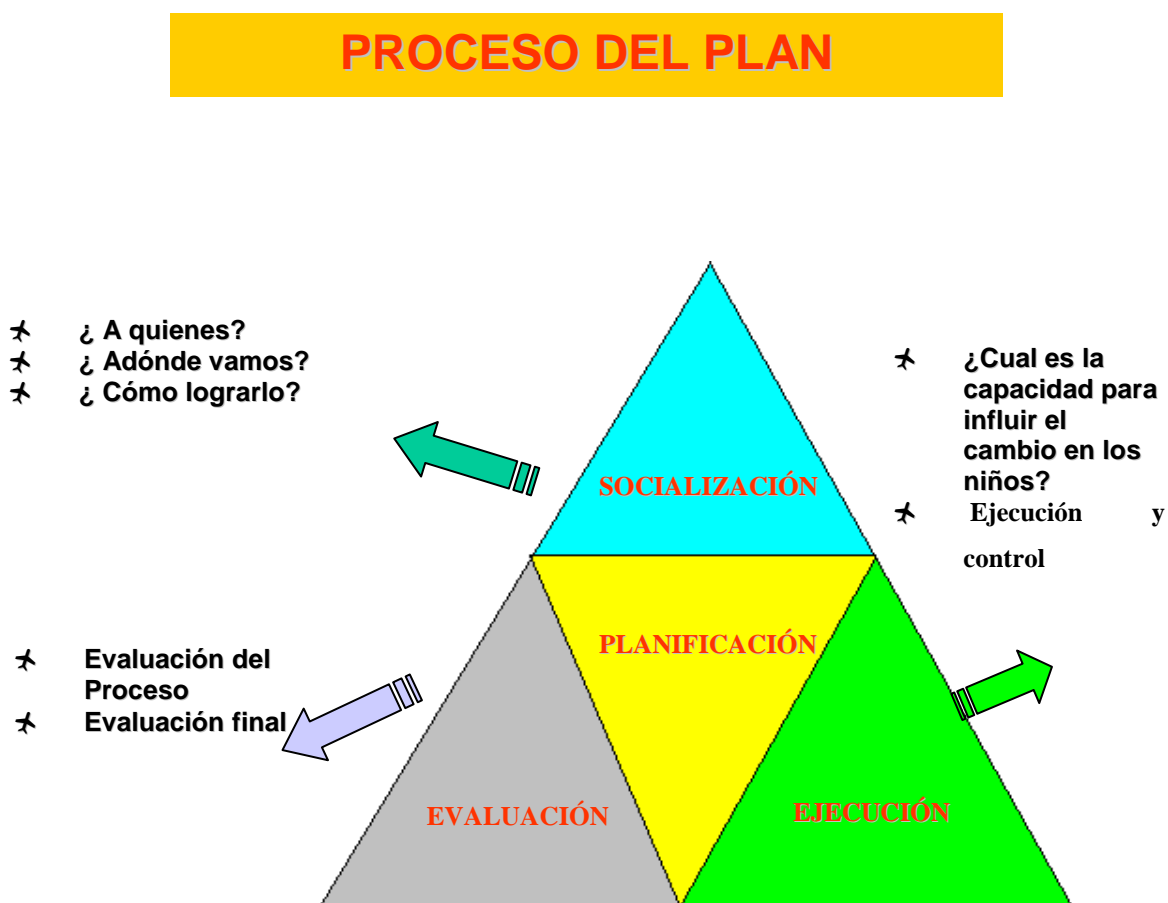 PROCESO DEL PLAN
¿ A quienes?
¿ Adónde vamos?
¿ Cómo lograrlo?
¿Cual es la
capacidad para
influir el
cambio en los
niños?
Ejecución y
control
SOCIALIZACIÓN
PLANIFICACIÓN
Evaluación del
Proceso
Evaluación final
EVALUACIÓN
EJECUCIÓN